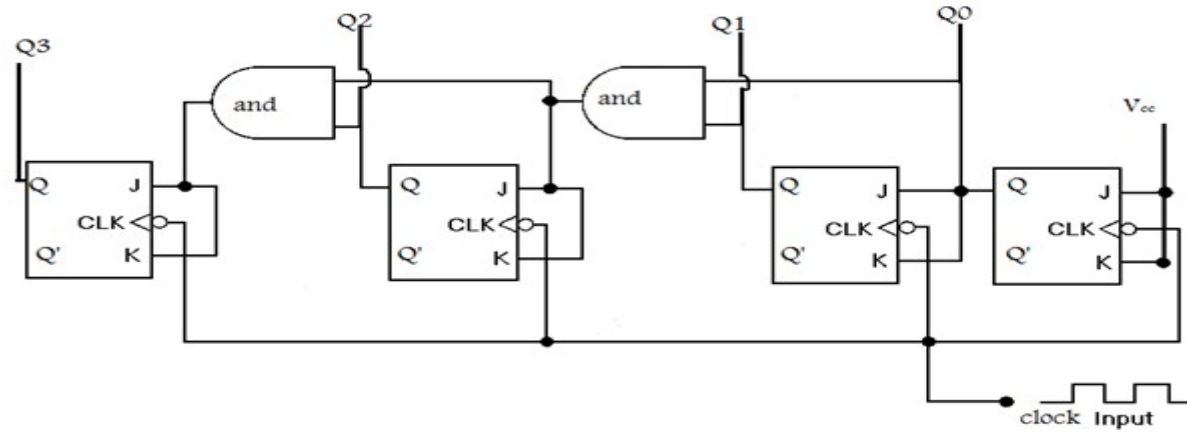 Q3
Q2
Q1
Q0
Vcc
and
and
Q J
CLK
Q' K
Q J
CLK
Q' K
Q J
CLK
Q' K
Q J
CLK
Q' K
clock Input